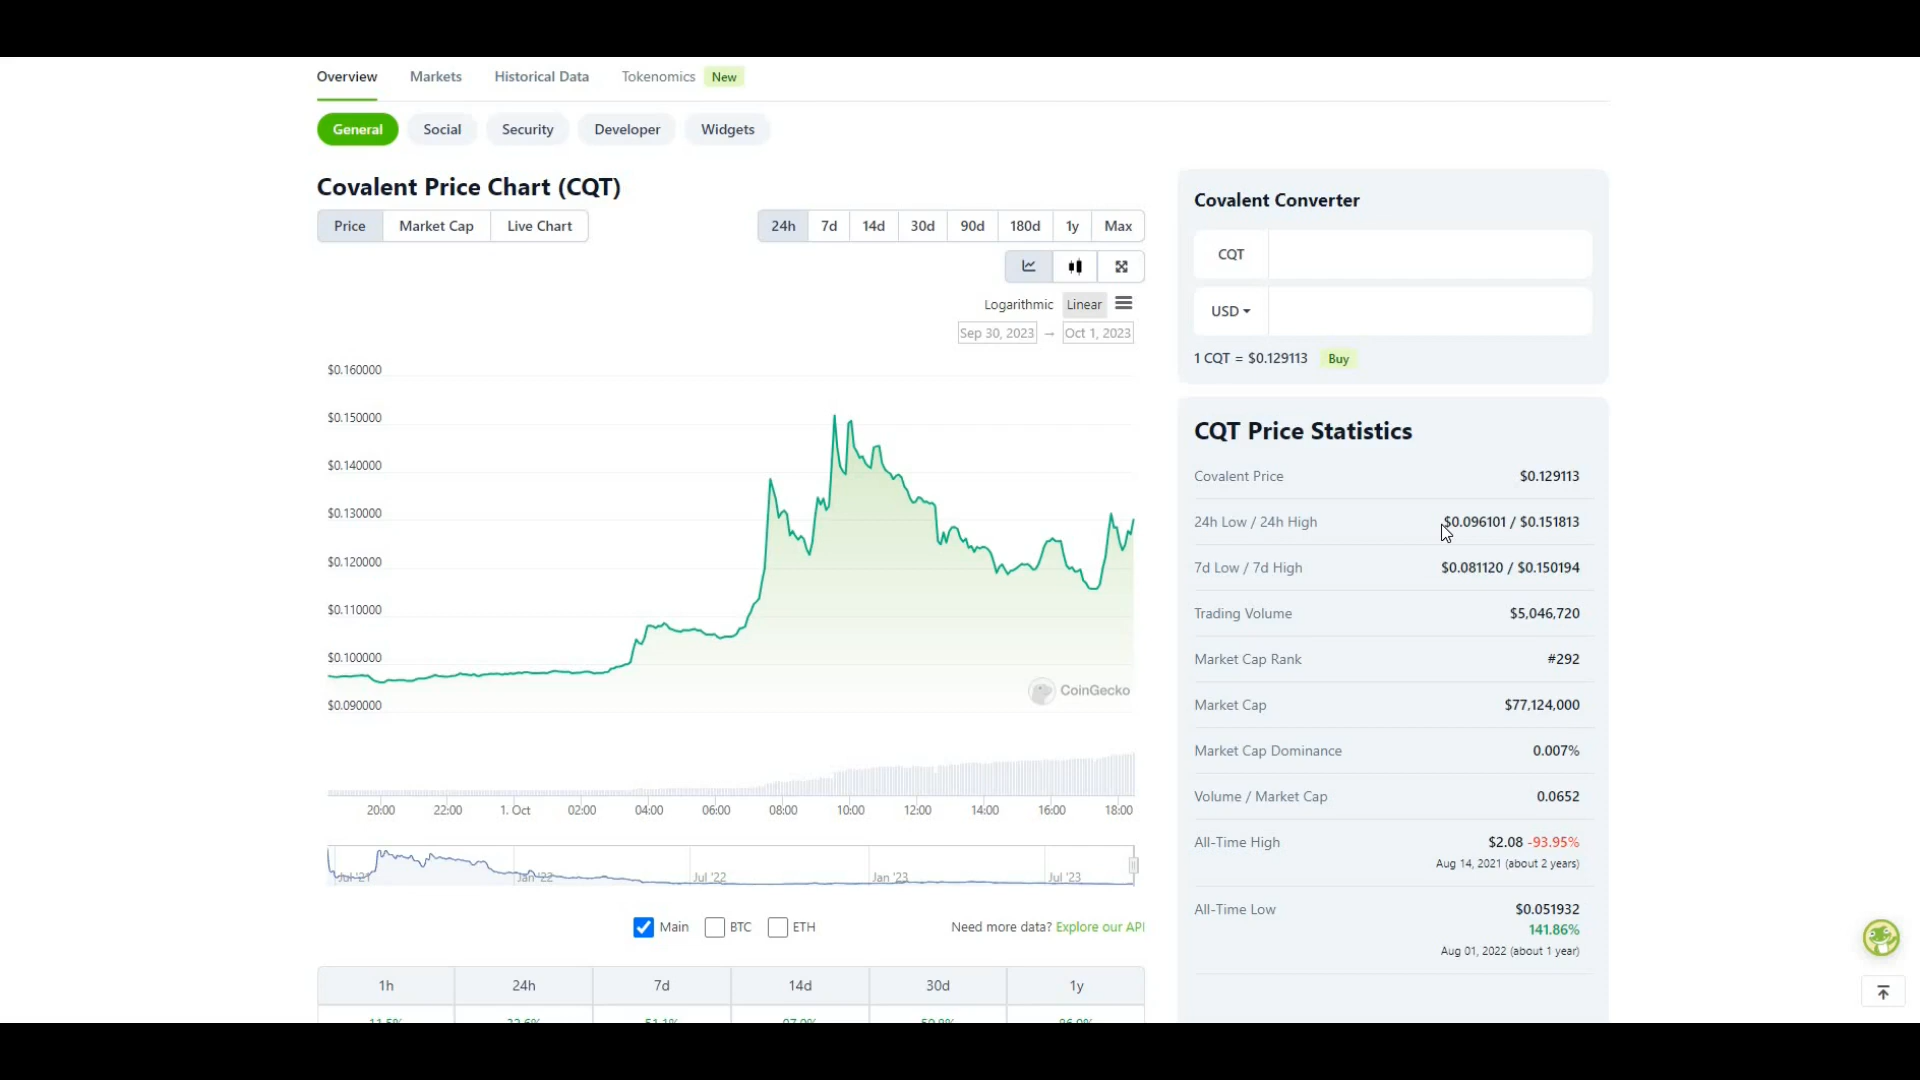 Overview Markets Historical Data Tokenomics New
General Social Security Developer Widgets
Covalent Price Chart (CQT)
Price Market Cap Live Chart
24h 7d 14d 30d 90d 180d 1y Max
Logarithmic Linear
Sep 30, 2023 → Oct 1, 2023
$0.160000
$0.150000
$0.140000
$0.130000
$0.120000
$0.110000
$0.100000
$0.090000
CoinGecko
20:00 22:00 1. Oct 02:00 04:00 06:00 08:00 10:00 12:00 14:00 16:00 18:00
Jul '21 Jan '22 Jul '22 Jan '23 Jul '23
Main BTC ETH
Need more data? Explore our API
1h 24h 7d 14d 30d 1y
Covalent Converter
CQT
USD
1 CQT = $0.129113 Buy
CQT Price Statistics
Covalent Price $0.129113
24h Low / 24h High $0.096101 / $0.151813
7d Low / 7d High $0.081120 / $0.150194
Trading Volume $5,046,720
Market Cap Rank #292
Market Cap $77,124,000
Market Cap Dominance 0.007%
Volume / Market Cap 0.0652
All-Time High $2.08 -93.95%
Aug 14, 2021 (about 2 years)
All-Time Low $0.051932
141.86%
Aug 01, 2022 (about 1 year)